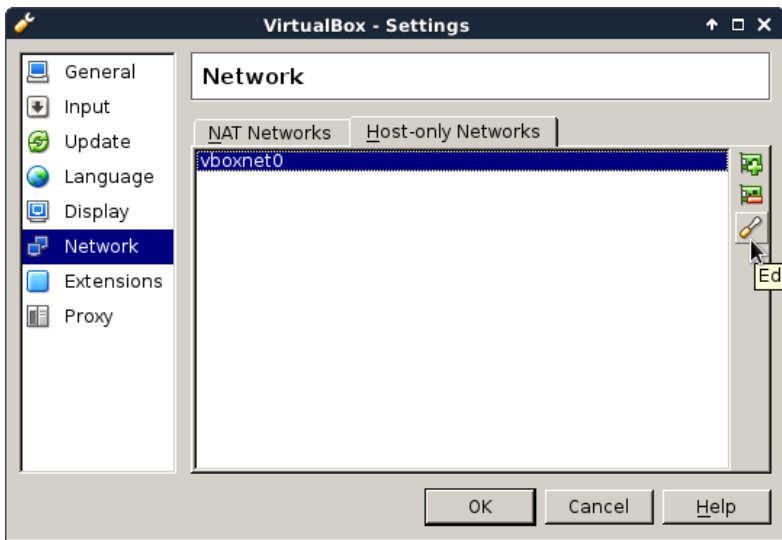 VirtualBox - Settings
General
Input
Update
Language
Display
Network
Extensions
Proxy
Network
NAT Networks
Host-only Networks
vboxnet0
Ed
OK
Cancel
Help